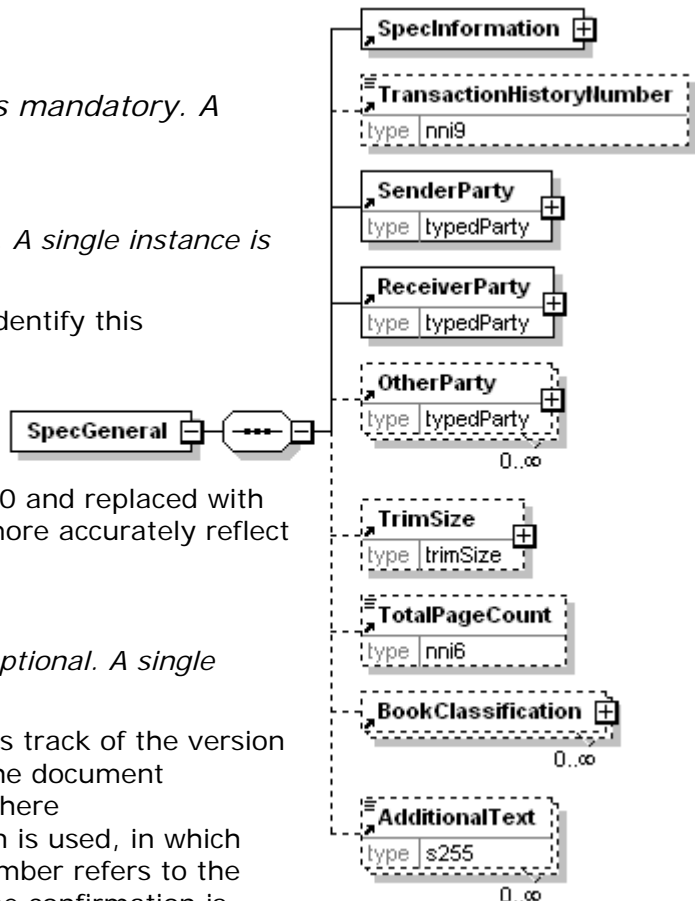 s mandatory. A
A single instance is
dentify this
0 and replaced with
more accurately reflect
ptional. A single
s track of the version
he document
here
n is used, in which
mber refers to the
SpecGeneral
SpecInformation
TransactionHistoryNumber
type nni9
SenderParty
type typedParty
ReceiverParty
type typedParty
OtherParty
type typedParty
0..∞
TrimSize
type trimSize
TotalPageCount
type nni6
BookClassification
0..∞
AdditionalText
type s255
0..∞